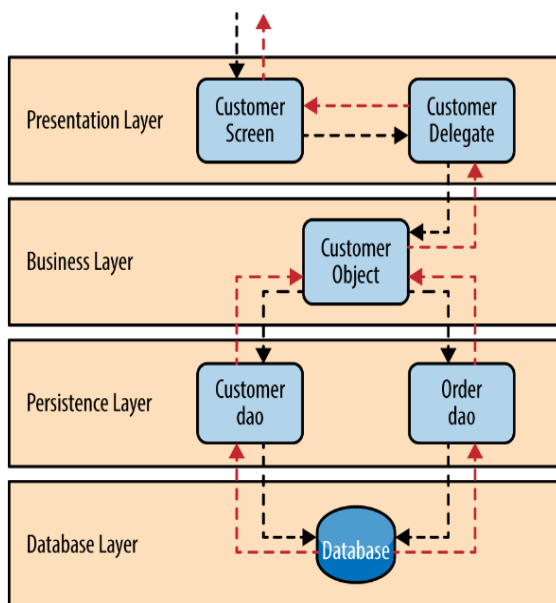 Presentation Layer
Customer
Screen
Customer
Delegate
Business Layer
Customer
Object
Persistence Layer
Customer
dao
Order
dao
Database Layer
Database